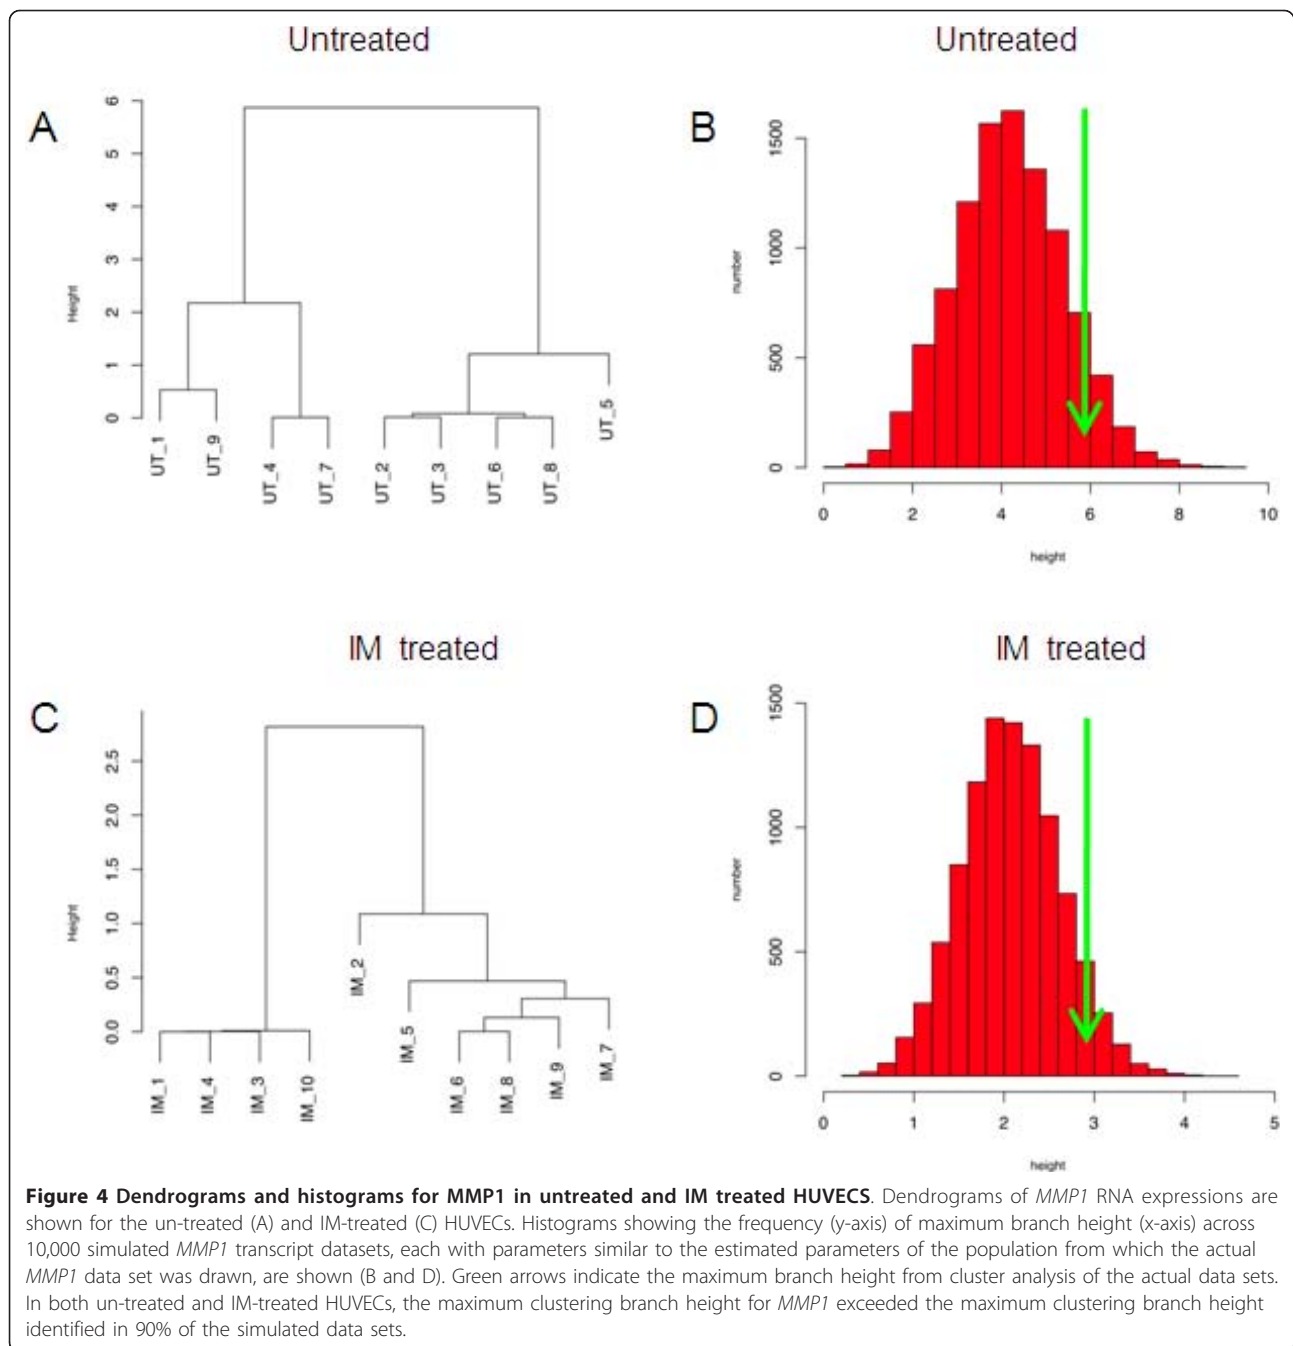 Untreated
A
Height
6
5
4
3
2
1
0
UT_1
UT_9
UT_4
UT_7
UT_2
UT_3
UT_6
UT_8
UT_5
Untreated
B
number
1500
1000
500
0
0 2 4 6 8 10
height
IM treated
C
Height
2.5
2.0
1.5
1.0
0.5
0.0
IM_1
IM_4
IM_3
IM_10
IM_2
IM_5
IM_6
IM_8
IM_9
IM_7
IM treated
D
number
1500
1000
500
0
0 1 2 3 4 5
height
Figure 4 Dendrograms and histograms for MMP1 in untreated and IM treated HUVECS. Dendrograms of MMP1 RNA expressions are
shown for the un-treated (A) and IM-treated (C) HUVECs. Histograms showing the frequency (y-axis) of maximum branch height (x-axis) across
10,000 simulated MMP1 transcript datasets, each with parameters similar to the estimated parameters of the population from which the actual
MMP1 data set was drawn, are shown (B and D). Green arrows indicate the maximum branch height from cluster analysis of the actual data sets.
In both un-treated and IM-treated HUVECs, the maximum clustering branch height for MMP1 exceeded the maximum clustering branch height
identified in 90% of the simulated data sets.